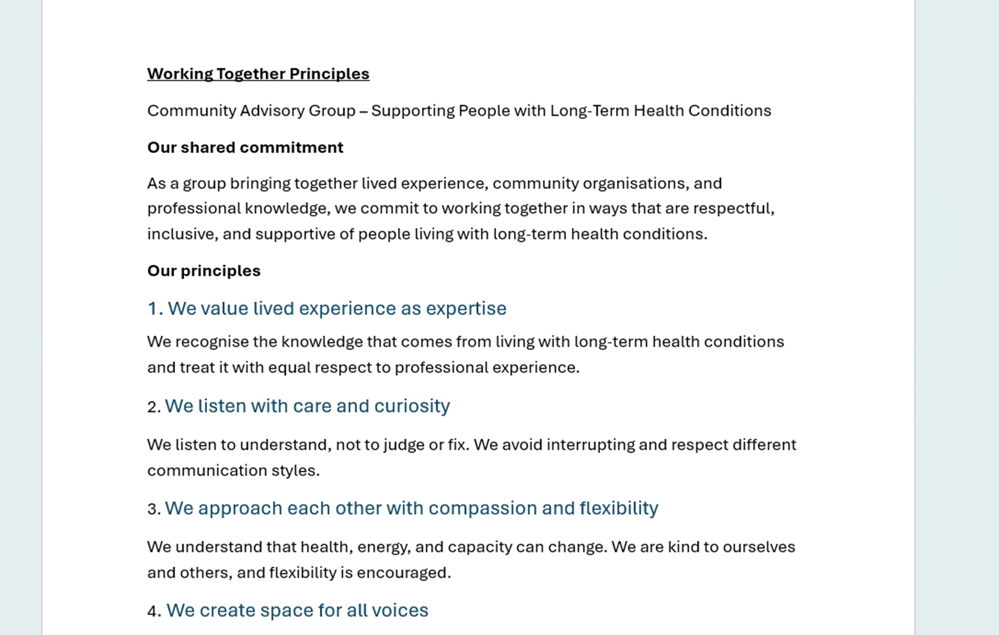 Working Together Principles
Community Advisory Group – Supporting People with Long-Term Health Conditions
Our shared commitment
As a group bringing together lived experience, community organisations, and
professional knowledge, we commit to working together in ways that are respectful,
inclusive, and supportive of people living with long-term health conditions.
Our principles
1. We value lived experience as expertise
We recognise the knowledge that comes from living with long-term health conditions
and treat it with equal respect to professional experience.
2. We listen with care and curiosity
We listen to understand, not to judge or fix. We avoid interrupting and respect different
communication styles.
3. We approach each other with compassion and flexibility
We understand that health, energy, and capacity can change. We are kind to ourselves
and others, and flexibility is encouraged.
4. We create space for all voices